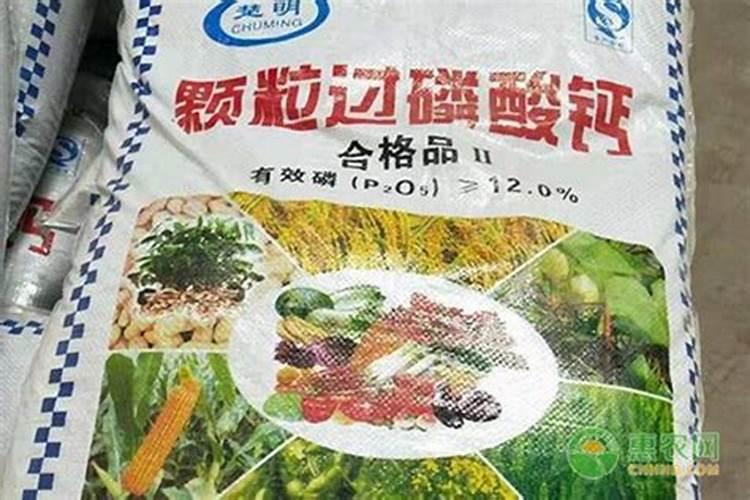 楚明
CHUMING
颗粒过磷酸钙
合格品 II
有效磷 (P₂O₅) ≥12.0%
钙
惠农网
CNHNB.COM